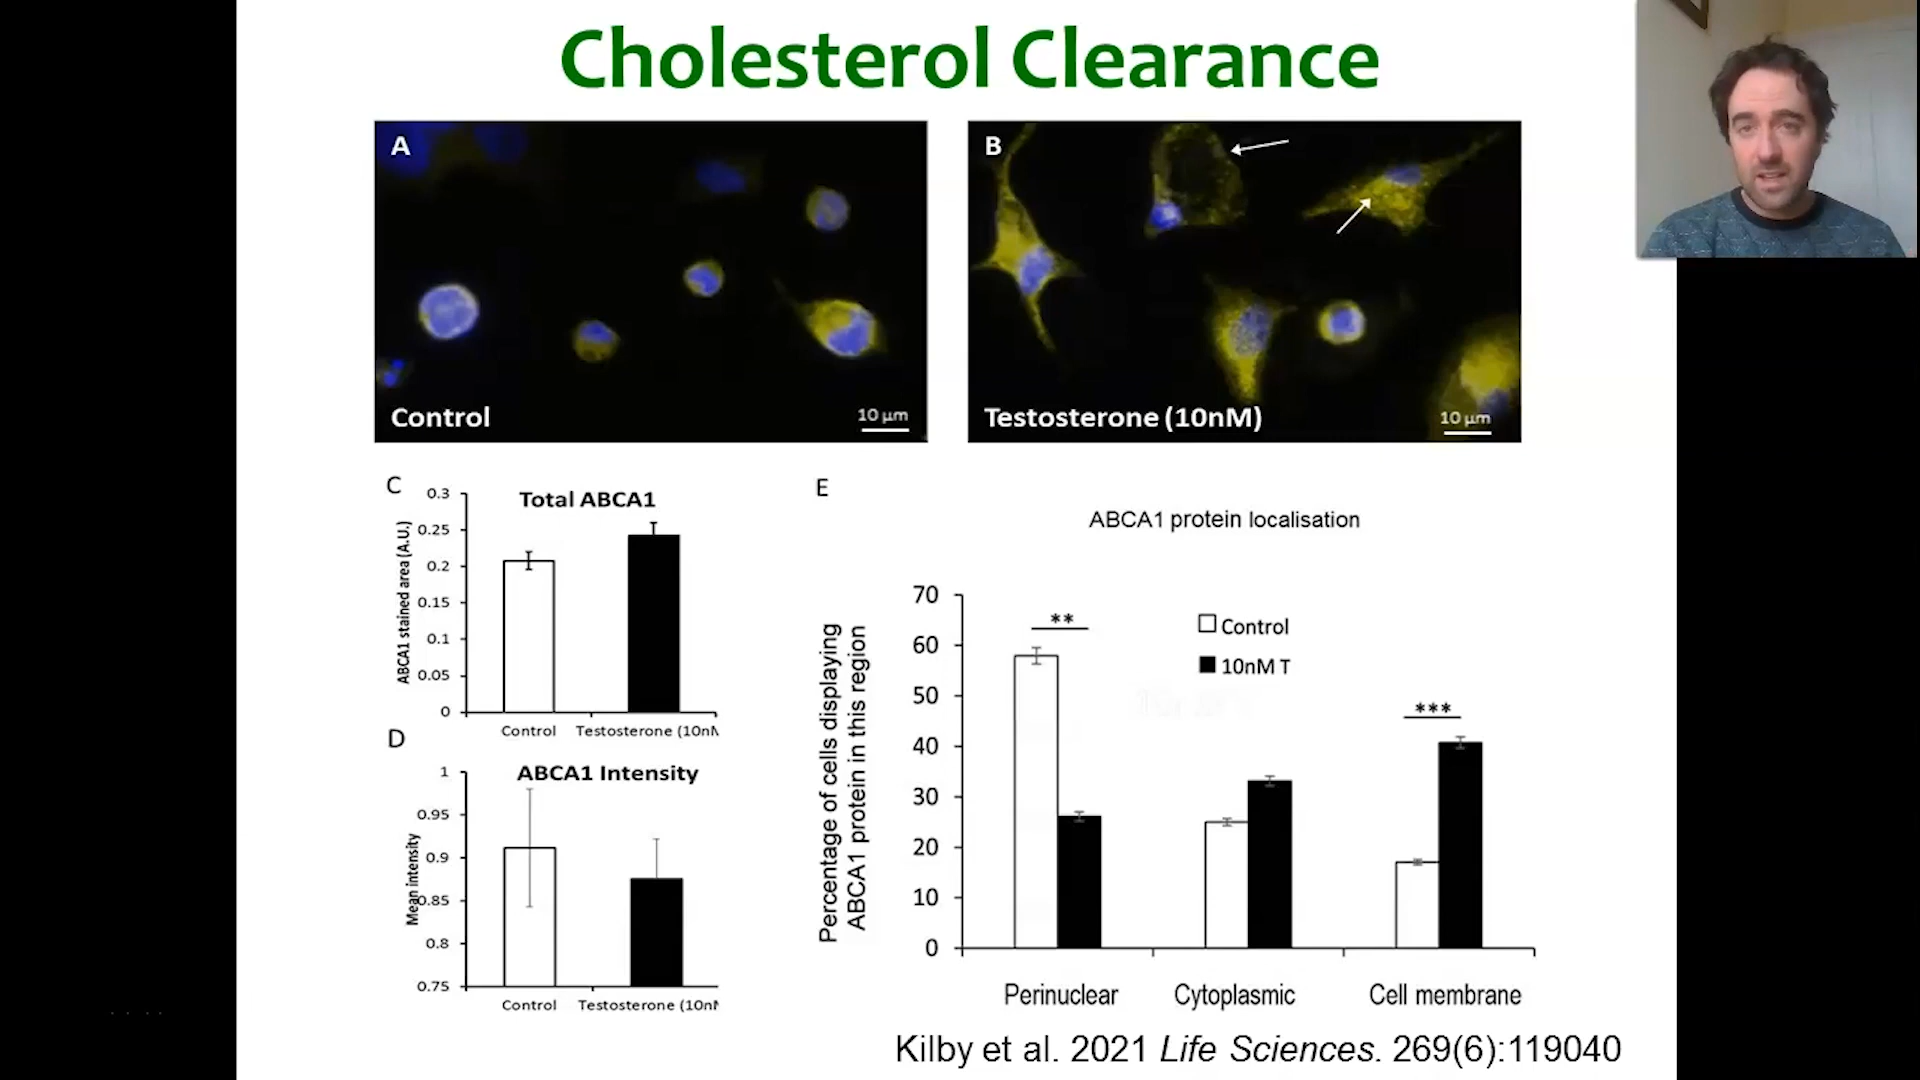 Cholesterol Clearance
A
Control
10 µm
B
Testosterone (10nM)
10 µm
C
Total ABCA1
ABCA1 stained area (A.U.)
0.3
0.25
0.2
0.15
0.1
0.05
0
Control
Testosterone (10nM
D
ABCA1 Intensity
Mean intensity
1
0.95
0.9
0.85
0.8
0.75
Control
Testosterone (10nM
E
ABCA1 protein localisation
Percentage of cells displaying
ABCA1 protein in this region
70
60
50
40
30
20
10
0
**
***
Control
10nM T
Perinuclear
Cytoplasmic
Cell membrane
Kilby et al. 2021 Life Sciences. 269(6):119040